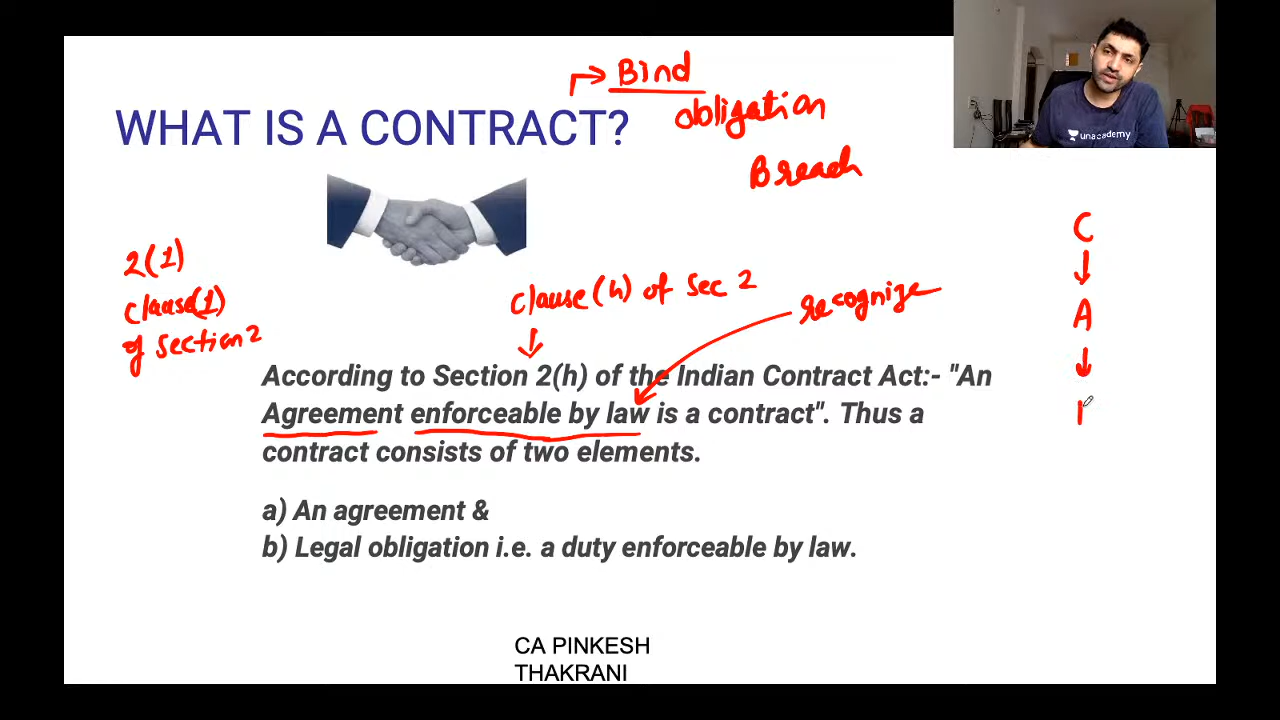 Bind
WHAT IS A CONTRACT?
obligation
Breach
unacademy
2(1)
clause(1)
of section 2
clause(h) of Sec 2
recognize
C
A
According to Section 2(h) of the Indian Contract Act:- "An
Agreement enforceable by law is a contract". Thus a
contract consists of two elements.
a) An agreement &
b) Legal obligation i.e. a duty enforceable by law.
CA PINKESH
THAKRANI